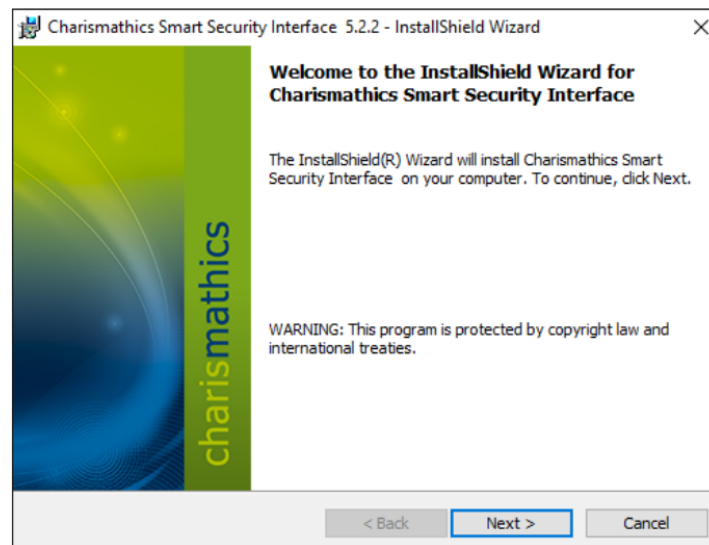 Charismathics Smart Security Interface 5.2.2 - InstallShield Wizard
Welcome to the InstallShield Wizard for
Charismathics Smart Security Interface
The InstallShield(R) Wizard will install Charismathics Smart
Security Interface on your computer. To continue, click Next.
charismathics
WARNING: This program is protected by copyright law and
international treaties.
< Back
Next >
Cancel